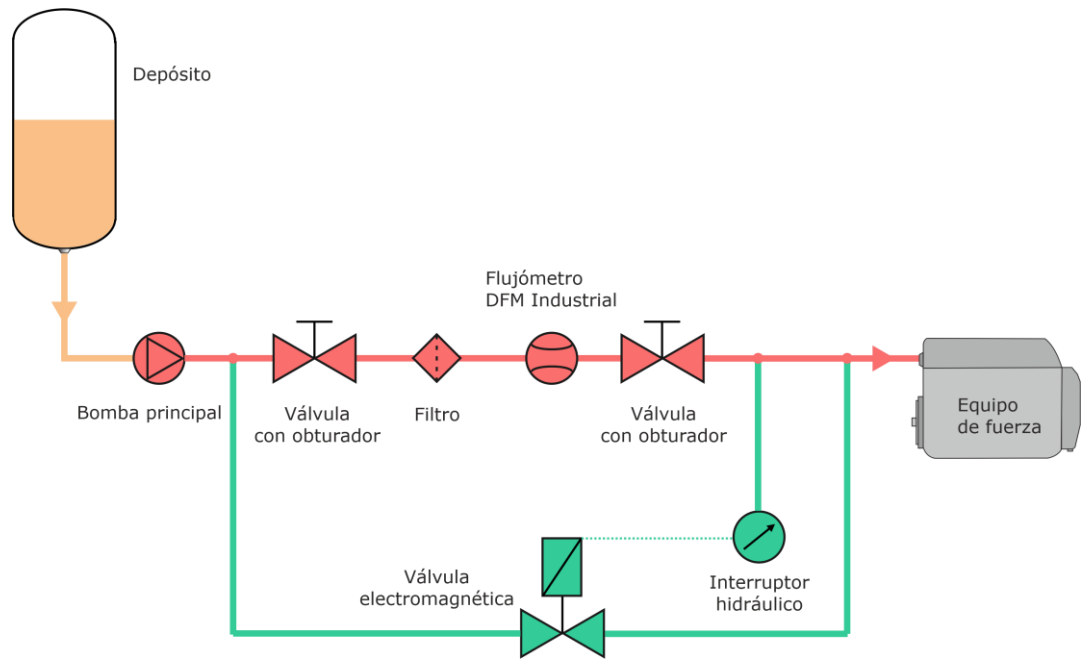 Depósito
Flujómetro
DFM Industrial
Bomba principal
Válvula
con obturador
Filtro
Válvula
con obturador
Equipo
de fuerza
Válvula
electromagnética
Interruptor
hidráulico